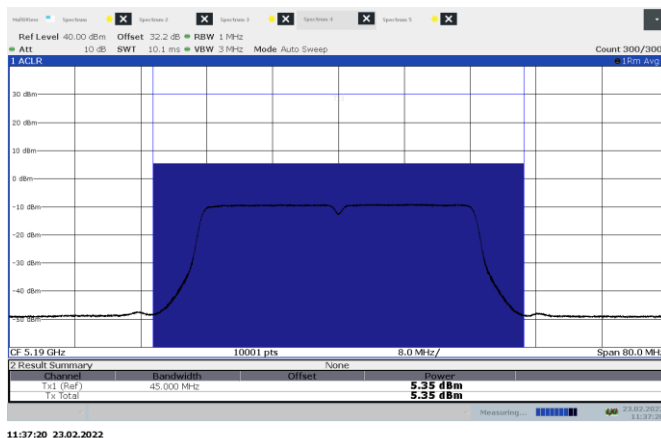 MultiView Spectrum Spectrum 2 Spectrum 3 Spectrum 4 Spectrum 5
Ref Level 40.00 dBm Offset 32.2 dB RBW 1 MHz
Att 10 dB SWT 10.1 ms VBW 3 MHz Mode Auto Sweep Count 300/300
1 ACLR 1Rm Avg
30 dBm
20 dBm
10 dBm
0 dBm
-10 dBm
-20 dBm
-30 dBm
-40 dBm
-50 dBm
CF 5.19 GHz 10001 pts 8.0 MHz/ Span 80.0 MHz
2 Result Summary None
Channel Bandwidth Offset Power
Tx1 (Ref) 45.000 MHz 5.35 dBm
Tx Total 5.35 dBm
Measuring... 23.02.2022
11:37:20
11:37:20 23.02.2022